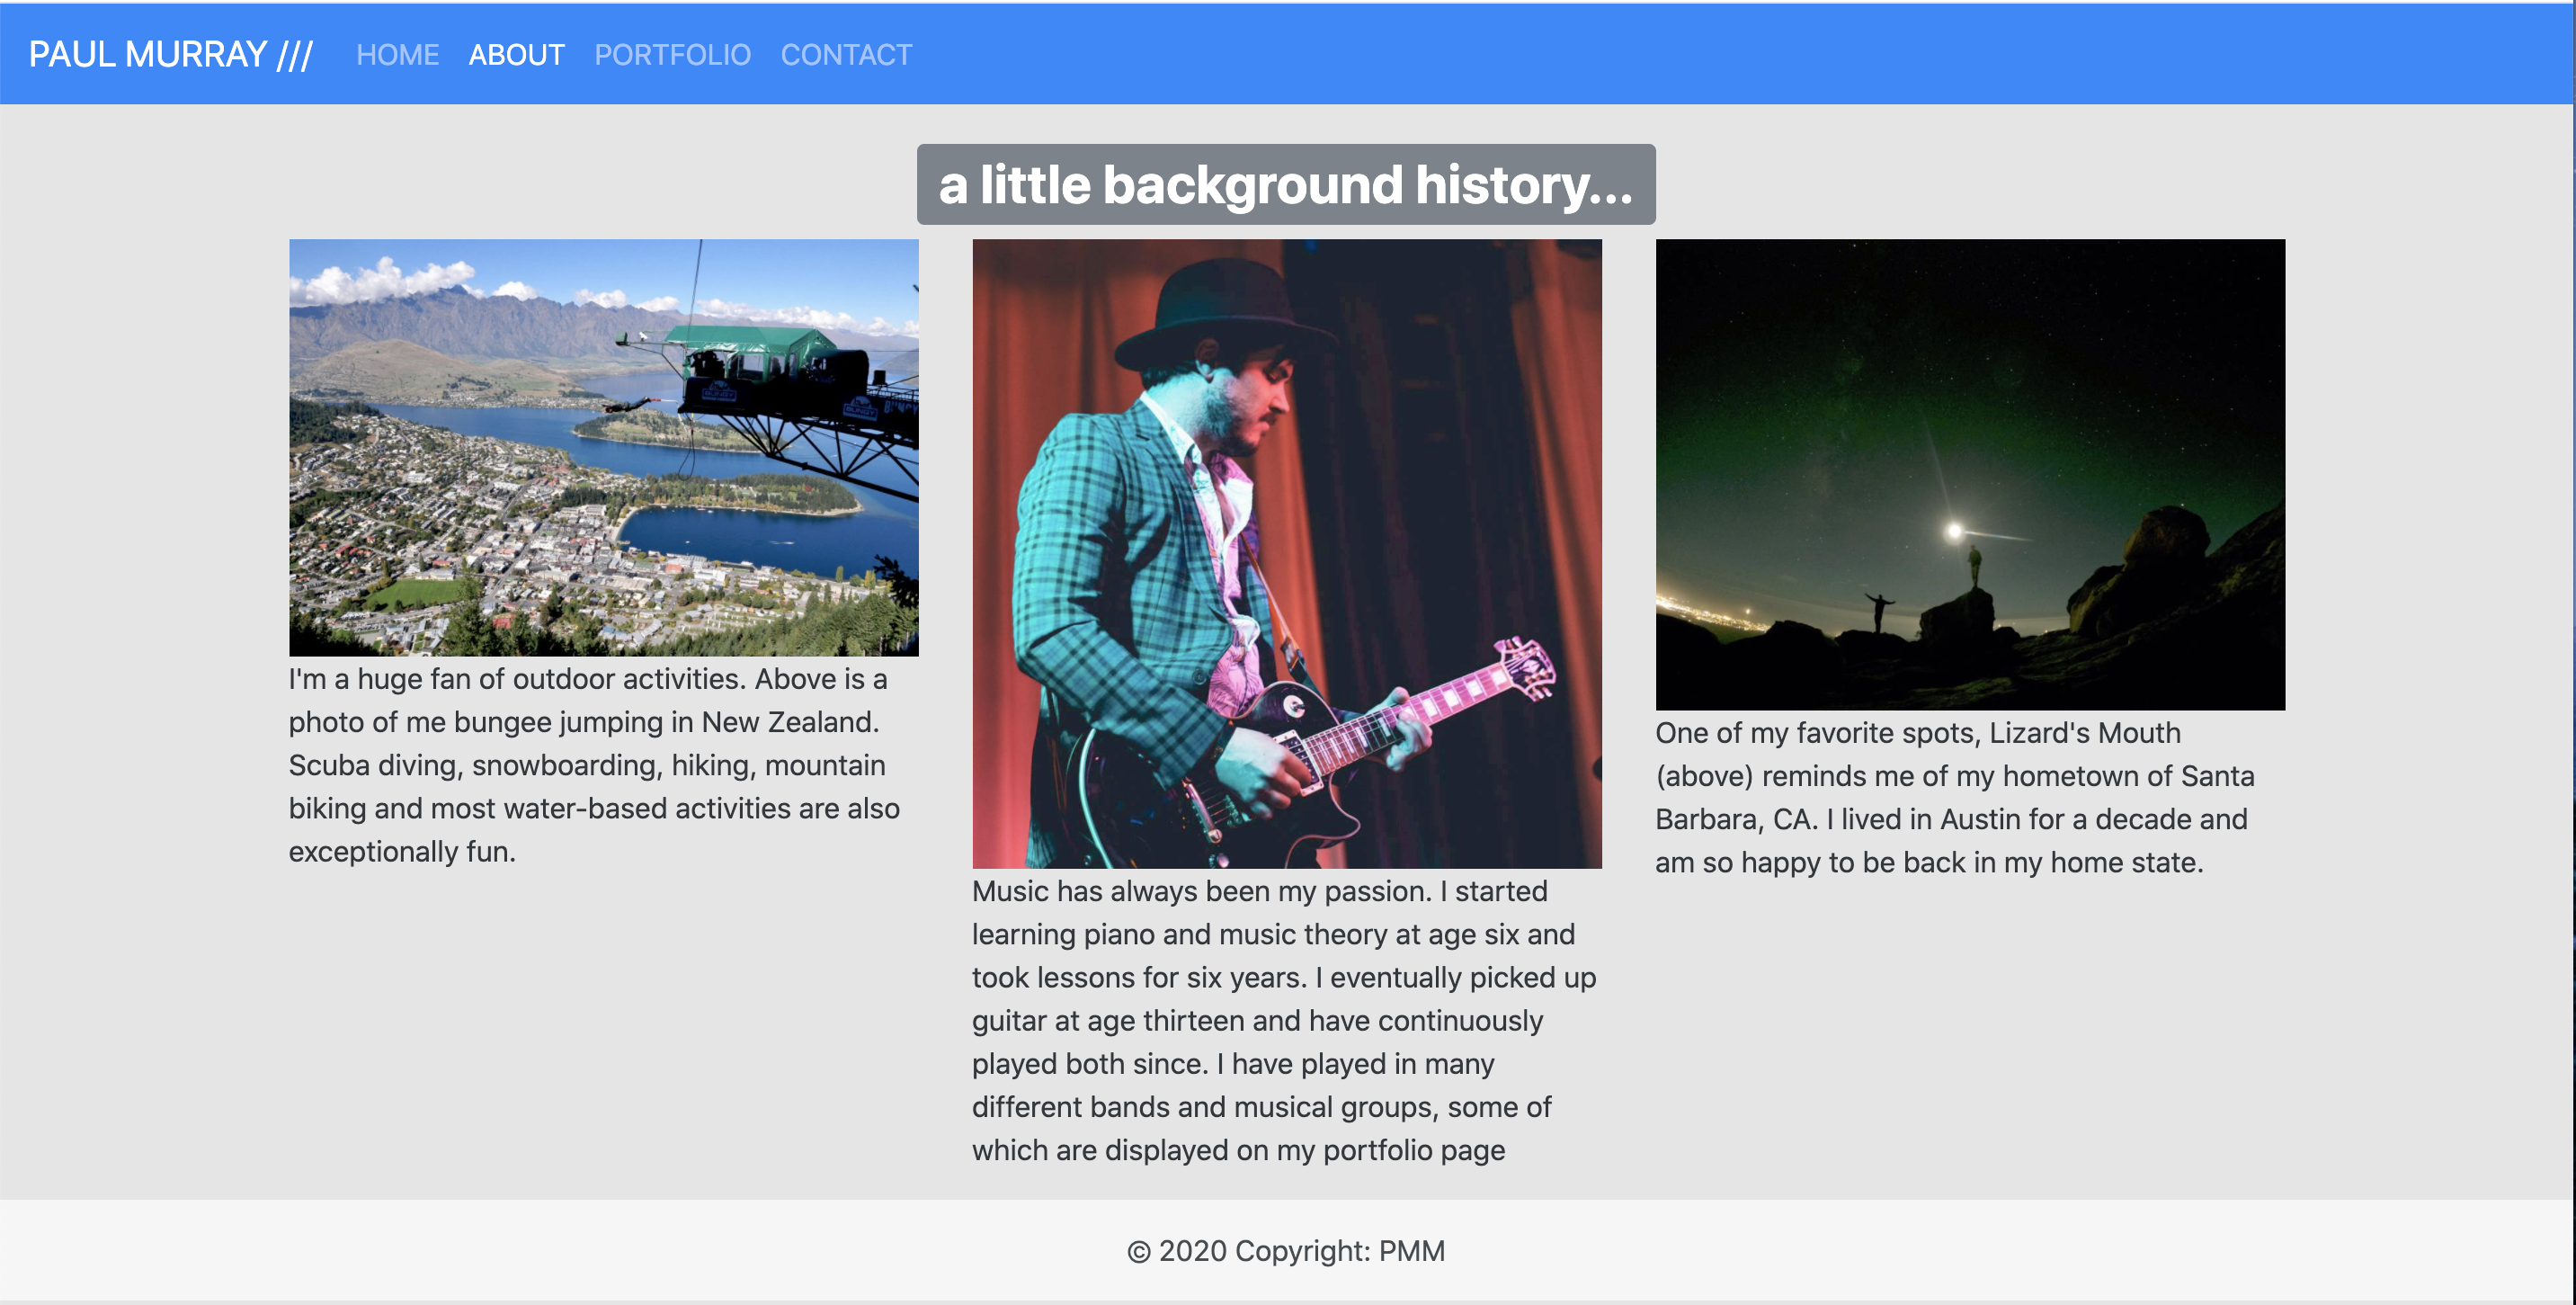 PAUL MURRAY /// HOME ABOUT PORTFOLIO CONTACT
a little background history...
BUNGY
BUNGY
BUNGY
I'm a huge fan of outdoor activities. Above is a
photo of me bungee jumping in New Zealand.
Scuba diving, snowboarding, hiking, mountain
biking and most water-based activities are also
exceptionally fun.
Music has always been my passion. I started
learning piano and music theory at age six and
took lessons for six years. I eventually picked up
guitar at age thirteen and have continuously
played both since. I have played in many
different bands and musical groups, some of
which are displayed on my portfolio page
One of my favorite spots, Lizard's Mouth
(above) reminds me of my hometown of Santa
Barbara, CA. I lived in Austin for a decade and
am so happy to be back in my home state.
© 2020 Copyright: PMM